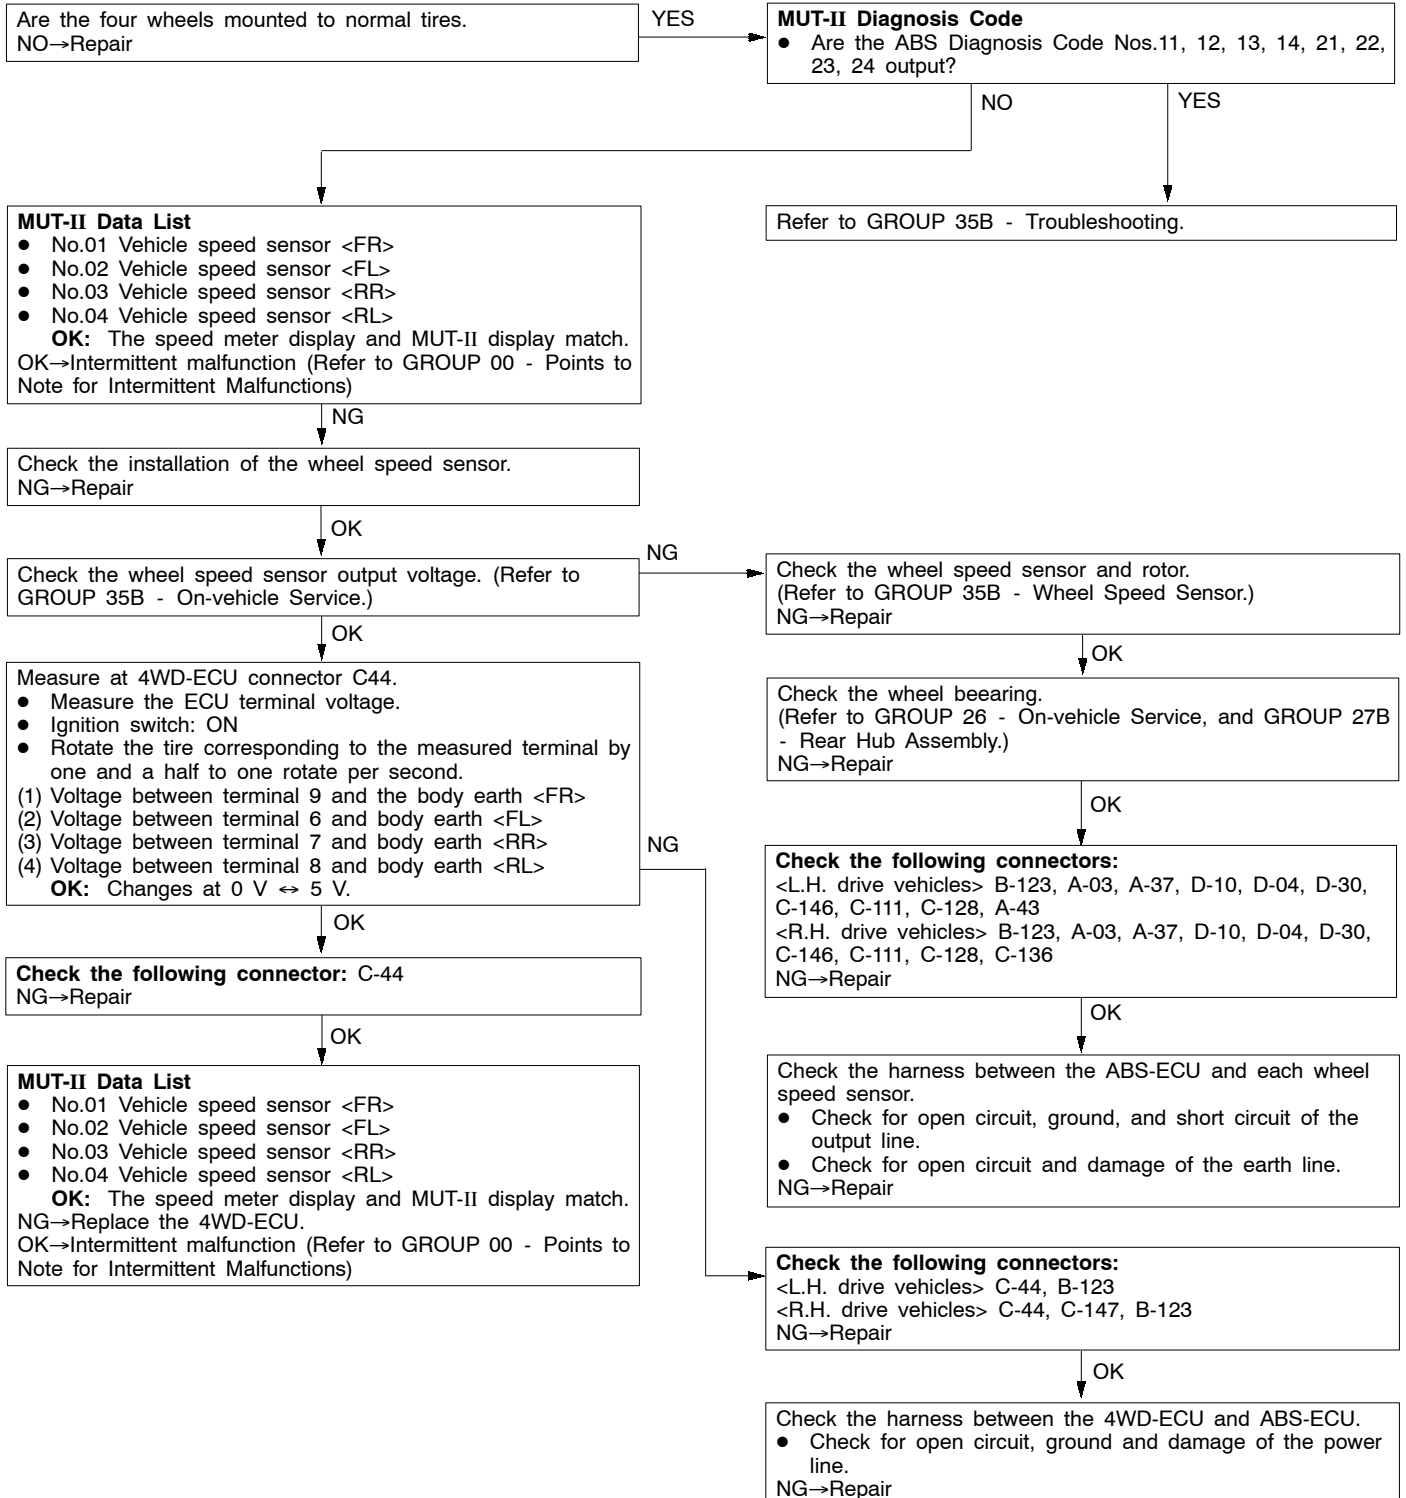 Are the four wheels mounted to normal tires.
NO→Repair
YES
MUT-II Diagnosis Code
● Are the ABS Diagnosis Code Nos.11, 12, 13, 14, 21, 22,
23, 24 output?
NO
YES
MUT-II Data List
● No.01 Vehicle speed sensor <FR>
● No.02 Vehicle speed sensor <FL>
● No.03 Vehicle speed sensor <RR>
● No.04 Vehicle speed sensor <RL>
OK: The speed meter display and MUT-II display match.
OK→Intermittent malfunction (Refer to GROUP 00 - Points to
Note for Intermittent Malfunctions)
Refer to GROUP 35B - Troubleshooting.
NG
Check the installation of the wheel speed sensor.
NG→Repair
OK
Check the wheel speed sensor output voltage. (Refer to
GROUP 35B - On-vehicle Service.)
NG
Check the wheel speed sensor and rotor.
(Refer to GROUP 35B - Wheel Speed Sensor.)
NG→Repair
OK
OK
Measure at 4WD-ECU connector C44.
● Measure the ECU terminal voltage.
● Ignition switch: ON
● Rotate the tire corresponding to the measured terminal by
one and a half to one rotate per second.
(1) Voltage between terminal 9 and the body earth <FR>
(2) Voltage between terminal 6 and body earth <FL>
(3) Voltage between terminal 7 and body earth <RR>
(4) Voltage between terminal 8 and body earth <RL>
OK: Changes at 0 V ↔ 5 V.
NG
Check the wheel beearing.
(Refer to GROUP 26 - On-vehicle Service, and GROUP 27B
- Rear Hub Assembly.)
NG→Repair
OK
Check the following connectors:
<L.H. drive vehicles> B-123, A-03, A-37, D-10, D-04, D-30,
C-146, C-111, C-128, A-43
<R.H. drive vehicles> B-123, A-03, A-37, D-10, D-04, D-30,
C-146, C-111, C-128, C-136
NG→Repair
OK
Check the following connector: C-44
NG→Repair
OK
OK
Check the harness between the ABS-ECU and each wheel
speed sensor.
● Check for open circuit, ground, and short circuit of the
output line.
● Check for open circuit and damage of the earth line.
NG→Repair
MUT-II Data List
● No.01 Vehicle speed sensor <FR>
● No.02 Vehicle speed sensor <FL>
● No.03 Vehicle speed sensor <RR>
● No.04 Vehicle speed sensor <RL>
OK: The speed meter display and MUT-II display match.
NG→Replace the 4WD-ECU.
OK→Intermittent malfunction (Refer to GROUP 00 - Points to
Note for Intermittent Malfunctions)
Check the following connectors:
<L.H. drive vehicles> C-44, B-123
<R.H. drive vehicles> C-44, C-147, B-123
NG→Repair
OK
Check the harness between the 4WD-ECU and ABS-ECU.
● Check for open circuit, ground and damage of the power
line.
NG→Repair